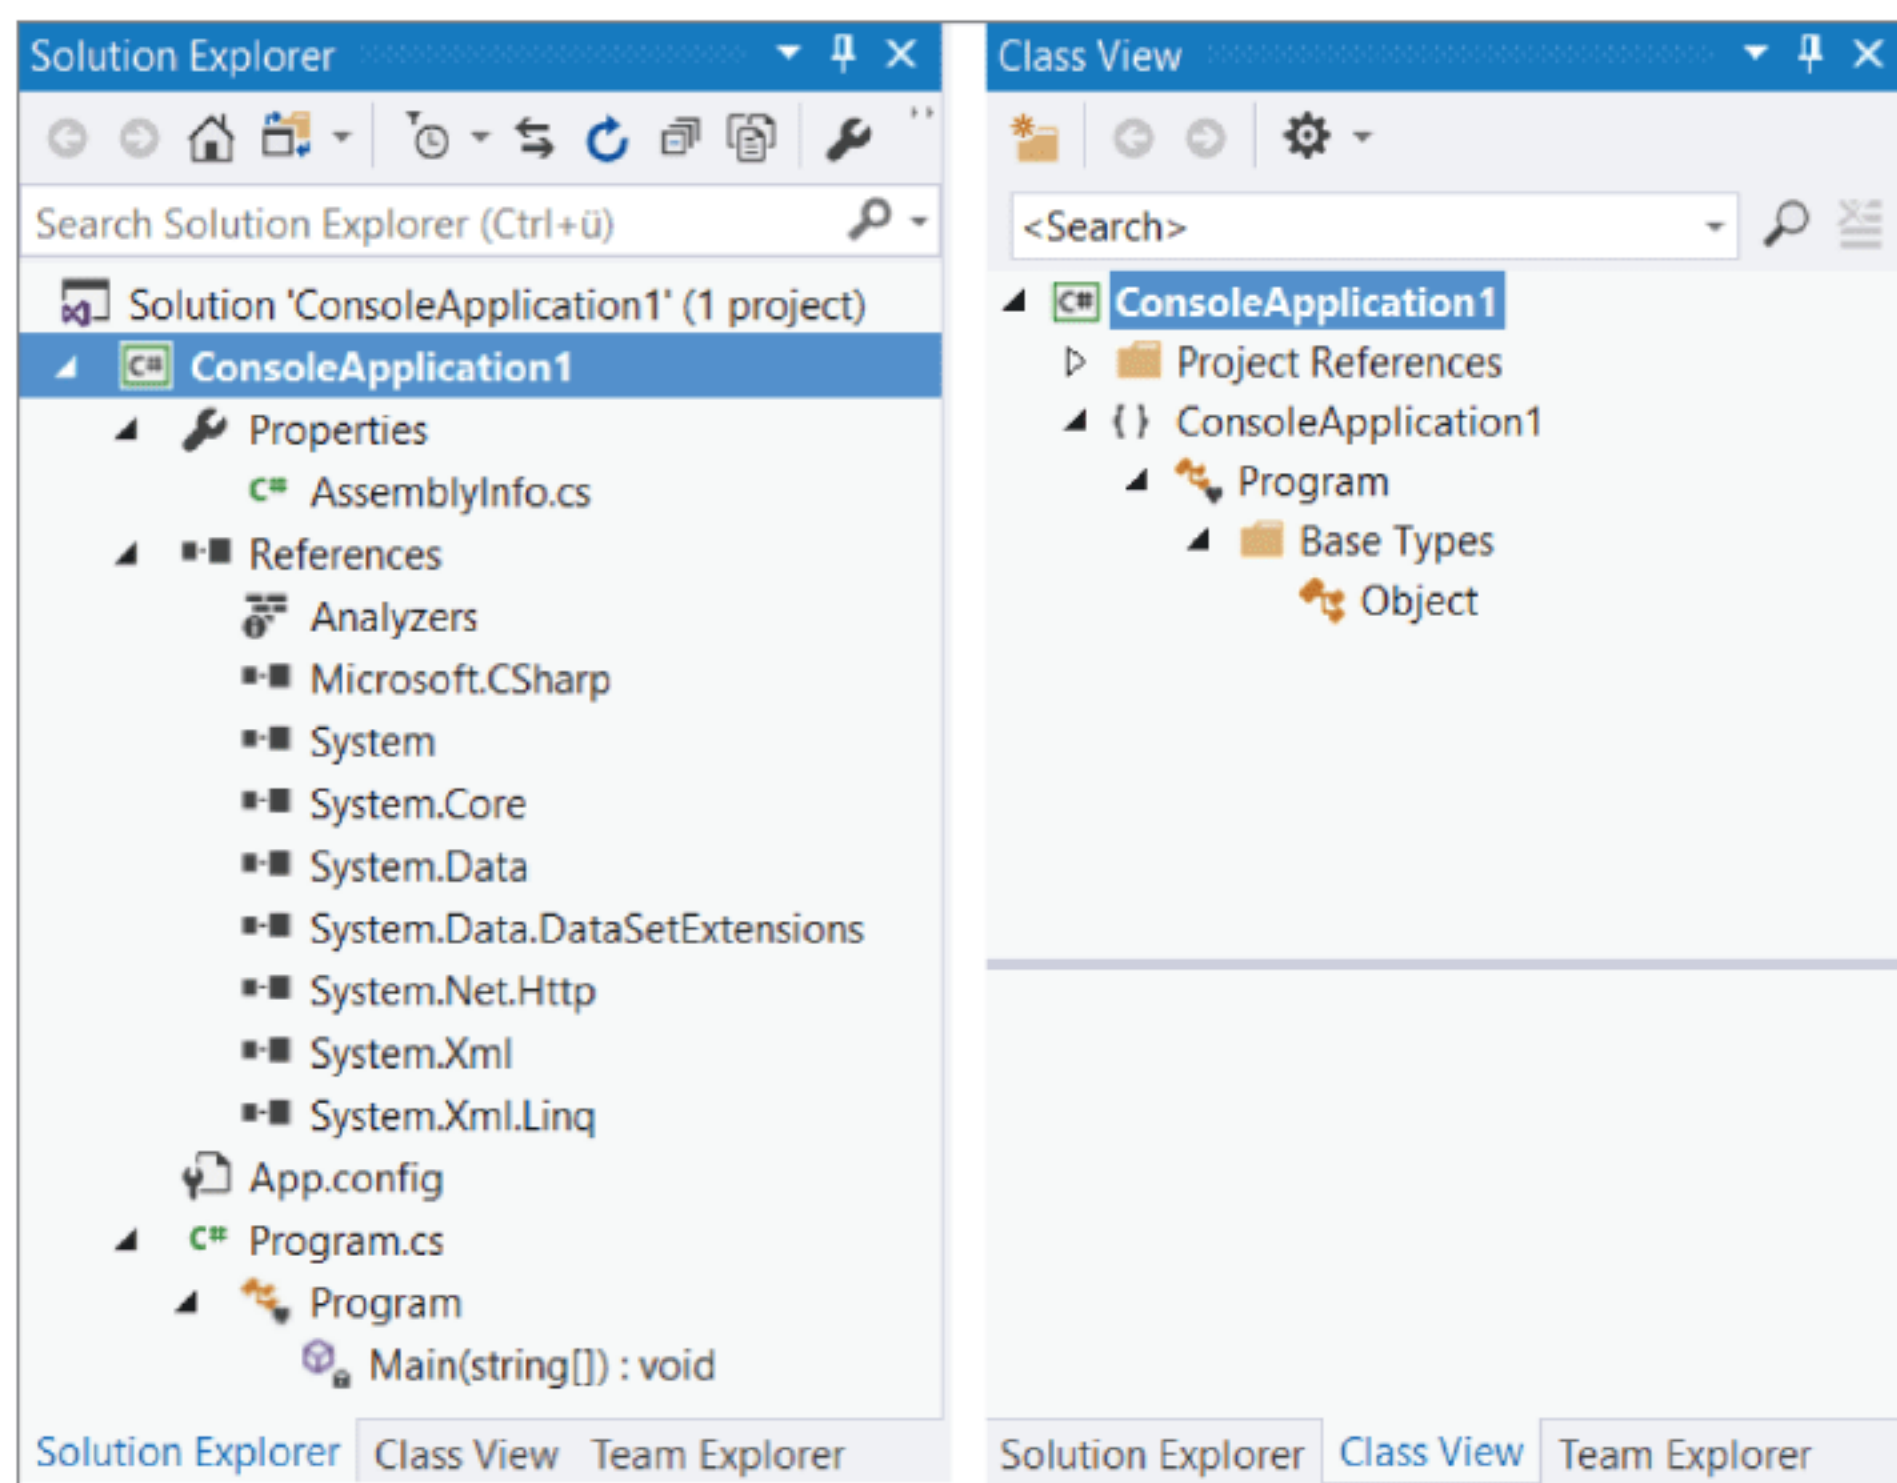 Solution Explorer
Search Solution Explorer (Ctrl+ü)
Solution 'ConsoleApplication1' (1 project)
C# ConsoleApplication1
Properties
C# AssemblyInfo.cs
References
Analyzers
Microsoft.CSharp
System
System.Core
System.Data
System.Data.DataSetExtensions
System.Net.Http
System.Xml
System.Xml.Linq
App.config
C# Program.cs
Program
Main(string[]) : void
Solution Explorer Class View Team Explorer
Class View
<Search>
C# ConsoleApplication1
Project References
{ } ConsoleApplication1
Program
Base Types
Object
Solution Explorer Class View Team Explorer